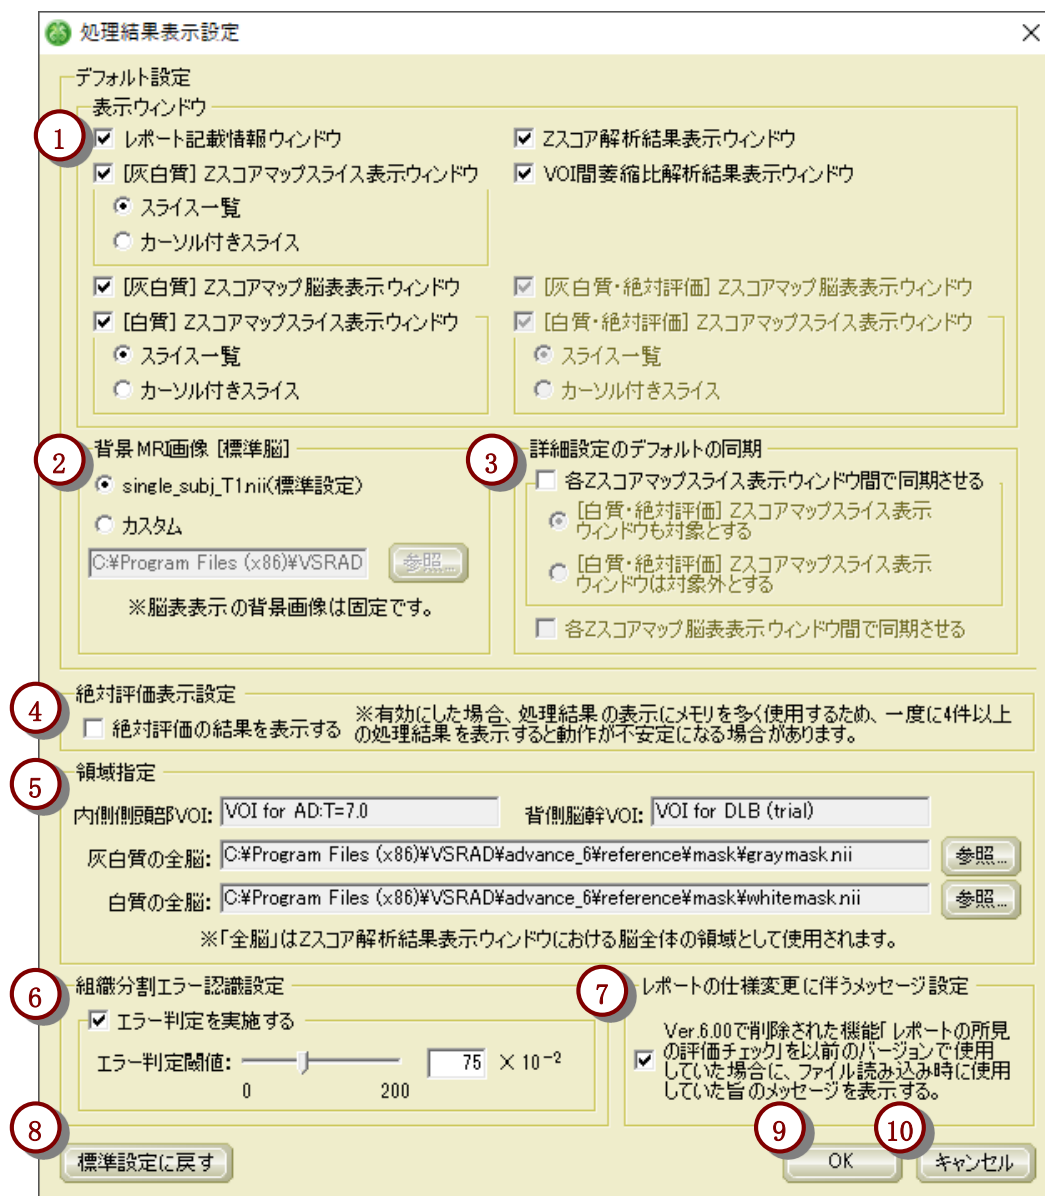 処理結果表示設定
デフォルト設定
表示ウィンドウ
1
レポート記載情報ウィンドウ
Zスコア解析結果表示ウィンドウ
[灰白質] Zスコアマップスライス表示ウィンドウ
VOI間萎縮比解析結果表示ウィンドウ
スライス一覧
カーソル付きスライス
[灰白質] Zスコアマップ脳表表示ウィンドウ
[灰白質・絶対評価] Zスコアマップ脳表表示ウィンドウ
[白質] Zスコアマップスライス表示ウィンドウ
[白質・絶対評価] Zスコアマップスライス表示ウィンドウ
スライス一覧
スライス一覧
カーソル付きスライス
カーソル付きスライス
2
背景MRI画像 [標準脳]
single_subj_T1.nii(標準設定)
カスタム
C:¥Program Files (x86)¥VSRAD
参照...
※脳表表示の背景画像は固定です。
3
詳細設定のデフォルトの同期
各Zスコアマップスライス表示ウィンドウ間で同期させる
[白質・絶対評価] Zスコアマップスライス表示
ウィンドウも対象とする
[白質・絶対評価] Zスコアマップスライス表示
ウィンドウは対象外とする
各Zスコアマップ脳表表示ウィンドウ間で同期させる
4
絶対評価表示設定
絶対評価の結果を表示する
※有効にした場合、処理結果の表示にメモリを多く使用するため、一度に4件以上
の処理結果を表示すると動作が不安定になる場合があります。
5
領域指定
内側側頭部VOI: VOI for AD:T=7.0
背側脳幹VOI: VOI for DLB (trial)
灰白質の全脳: C:¥Program Files (x86)¥VSRAD¥advance_6¥reference¥mask¥graymask.nii 参照...
白質の全脳: C:¥Program Files (x86)¥VSRAD¥advance_6¥reference¥mask¥whitemask.nii 参照...
※「全脳」はZスコア解析結果表示ウィンドウにおける脳全体の領域として使用されます。
6
組織分割エラー認識設定
エラー判定を実施する
エラー判定閾値: 75 × 10⁻²
0 200
7
レポートの仕様変更に伴うメッセージ設定
Ver.6.00で削除された機能「レポートの所見
の評価チェック」を以前のバージョンで使用
していた場合に、ファイル読み込み時に使用
していた旨のメッセージを表示する。
8
標準設定に戻す
9
OK
10
キャンセル